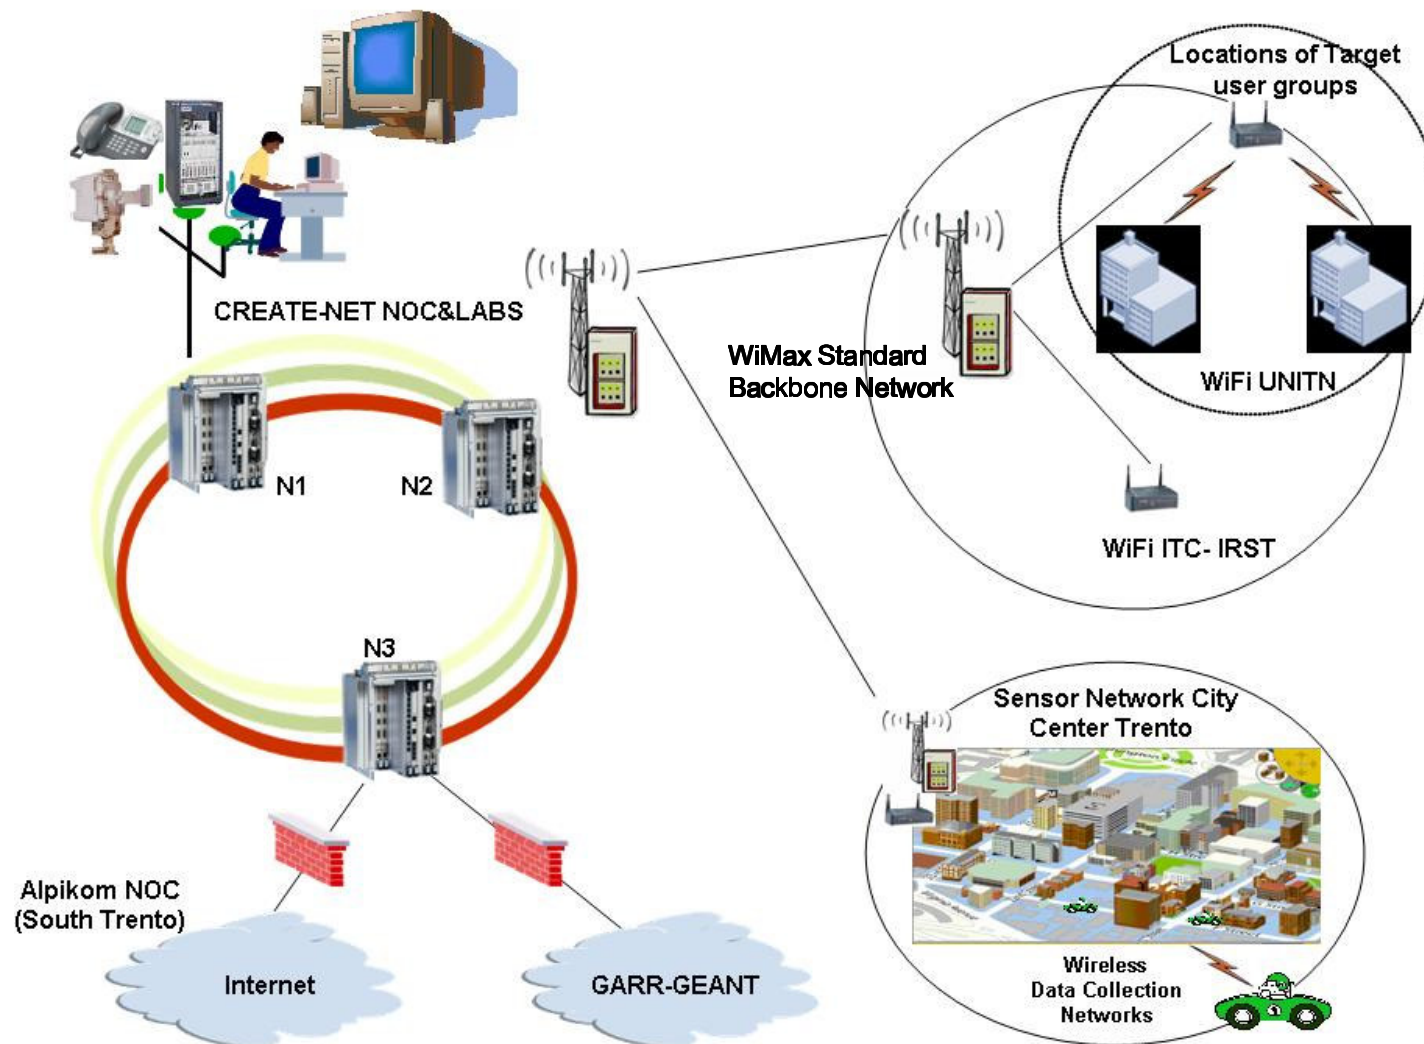 Locations of Target
user groups
CREATE-NET NOC&LABS
WiMax Standard
Backbone Network
WiFi UNITN
N1
N2
WiFi ITC- IRST
N3
Sensor Network City
Center Trento
Alpikom NOC
(South Trento)
Internet
GARR-GEANT
Wireless
Data Collection
Networks